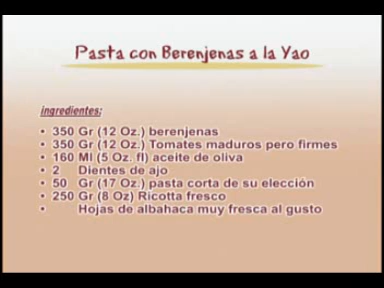 Pasta con Berenjenas a la Yao
ingredientes:
• 350 Gr (12 Oz.) berenjenas
• 350 Gr (12 Oz.) Tomates maduros pero firmes
• 160 Ml (5 Oz. fl) aceite de oliva
• 2 Dientes de ajo
• 50 Gr (17 Oz.) pasta corta de su elección
• 250 Gr (8 Oz) Ricotta fresco
• Hojas de albahaca muy fresca al gusto